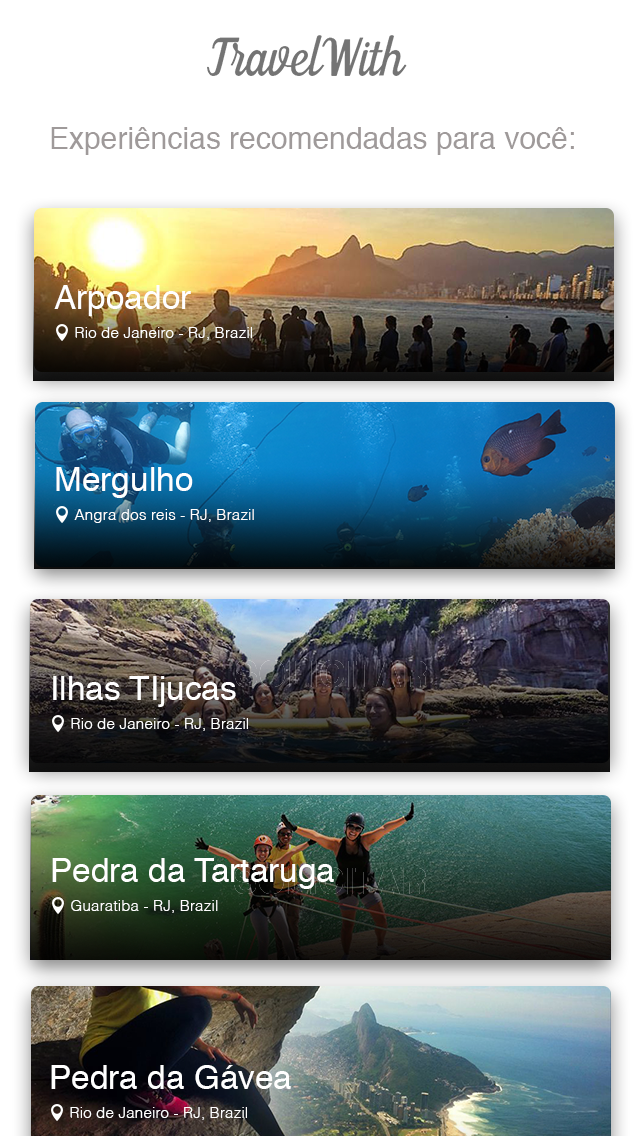 TravelWith
Experiências recomendadas para você:
Arpoador
Rio de Janeiro - RJ, Brazil
Mergulho
Angra dos reis - RJ, Brazil
Ilhas TIjucas
Rio de Janeiro - RJ, Brazil
Pedra da Tartaruga
Guaratiba - RJ, Brazil
Pedra da Gávea
Rio de Janeiro - RJ, Brazil